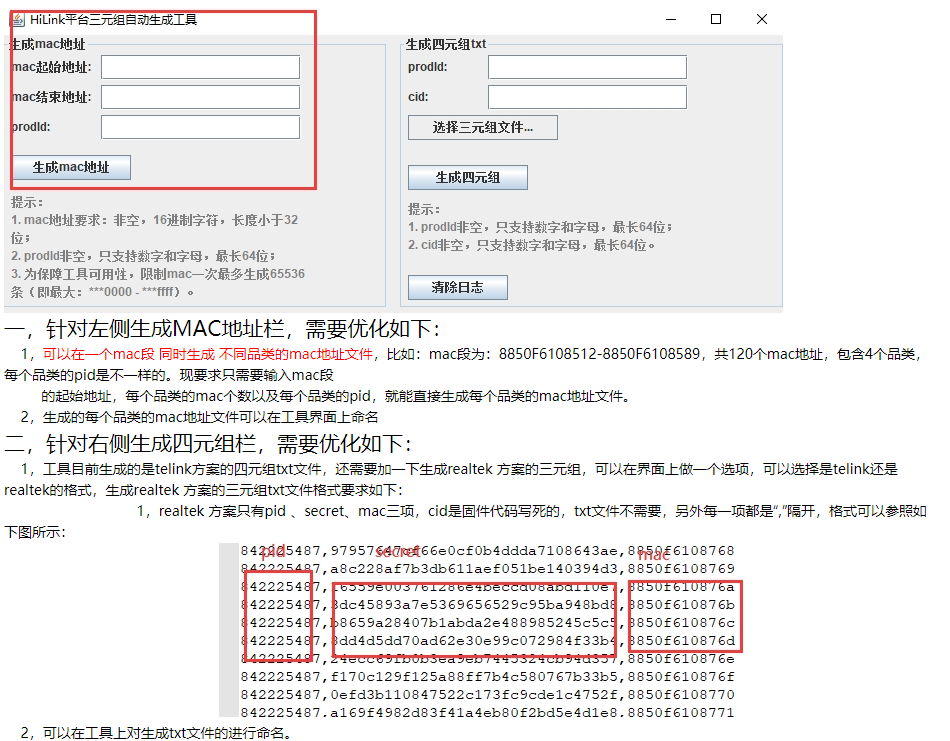 HiLink平台三元组自动生成工具
生成mac地址
mac起始地址:
mac结束地址:
prodId:
生成mac地址
提示：
1. mac地址要求：非空，16进制字符，长度小于32
位；
2. prodId非空，只支持数字和字母，最长64位；
3. 为保障工具可用性，限制mac一次最多生成65536
条（即最大：***0000 - ***ffff）。
生成四元组txt
prodId:
cid:
选择三元组文件...
生成四元组
提示：
1. prodId非空，只支持数字和字母，最长64位；
2. cid非空，只支持数字和字母，最长64位。
清除日志
一，针对左侧生成MAC地址栏，需要优化如下：
1，可以在一个mac段 同时生成 不同品类的mac地址文件，比如：mac段为：8850F6108512-8850F6108589，共120个mac地址，包含4个品类，
每个品类的pid是不一样的。现要求只需要输入mac段
的起始地址，每个品类的mac个数以及每个品类的pid，就能直接生成每个品类的mac地址文件。
2，生成的每个品类的mac地址文件可以在工具界面上命名
二，针对右侧生成四元组栏，需要优化如下：
1，工具目前生成的是telink方案的四元组txt文件，还需要加一下生成realtek 方案的三元组，可以在界面上做一个选项，可以选择是telink还是
realtek的格式，生成realtek 方案的三元组txt文件格式要求如下：
1，realtek 方案只有pid 、secret、mac三项，cid是固件代码写死的，txt文件不需要，另外每一项都是“,”隔开，格式可以参照如
下图所示：
pid secret mac
842225487, ,8850f6108768
842225487,a8c228af7b3db611aef051be140394d3,8850f6108769
842225487,16559e003761286e4beccd08abd110e7,8850f610876a
842225487,3dc45893a7e5369656529c95ba948bd8,8850f610876b
842225487,b8659a28407b1abda2e488985245c5c5,8850f610876c
842225487,8dd4d5dd70ad62e30e99c072984f33b4,8850f610876d
842225487,24ecc69fb0b3ea9eb7445324cb94d357,8850f610876e
842225487,f170c129f125a88ff7b4c580767b33b5,8850f610876f
842225487,0efd3b110847522c173fc9cde1c4752f,8850f6108770
842225487,a169f4982d83f41a4eb80f2bd5e4d1e8,8850f6108771
2，可以在工具上对生成txt文件的进行命名。